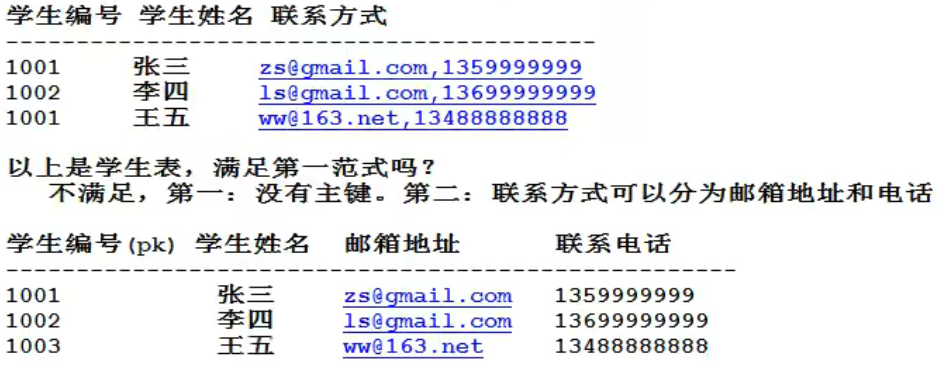 学生编号 学生姓名 联系方式
------------------------------------------
1001 张三 zs@gmail.com,1359999999
1002 李四 ls@gmail.com,13699999999
1001 王五 ww@163.net,13488888888
以上是学生表，满足第一范式吗？
不满足，第一：没有主键。第二：联系方式可以分为邮箱地址和电话
学生编号(pk) 学生姓名 邮箱地址 联系电话
----------------------------------------------------
1001 张三 zs@gmail.com 1359999999
1002 李四 ls@gmail.com 13699999999
1003 王五 ww@163.net 13488888888